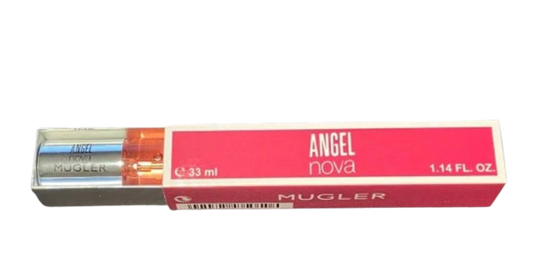 ANGEL
nova
MUGLER
ANGEL
nova
℮ 33 ml
1.14 FL. OZ.
MUGLER